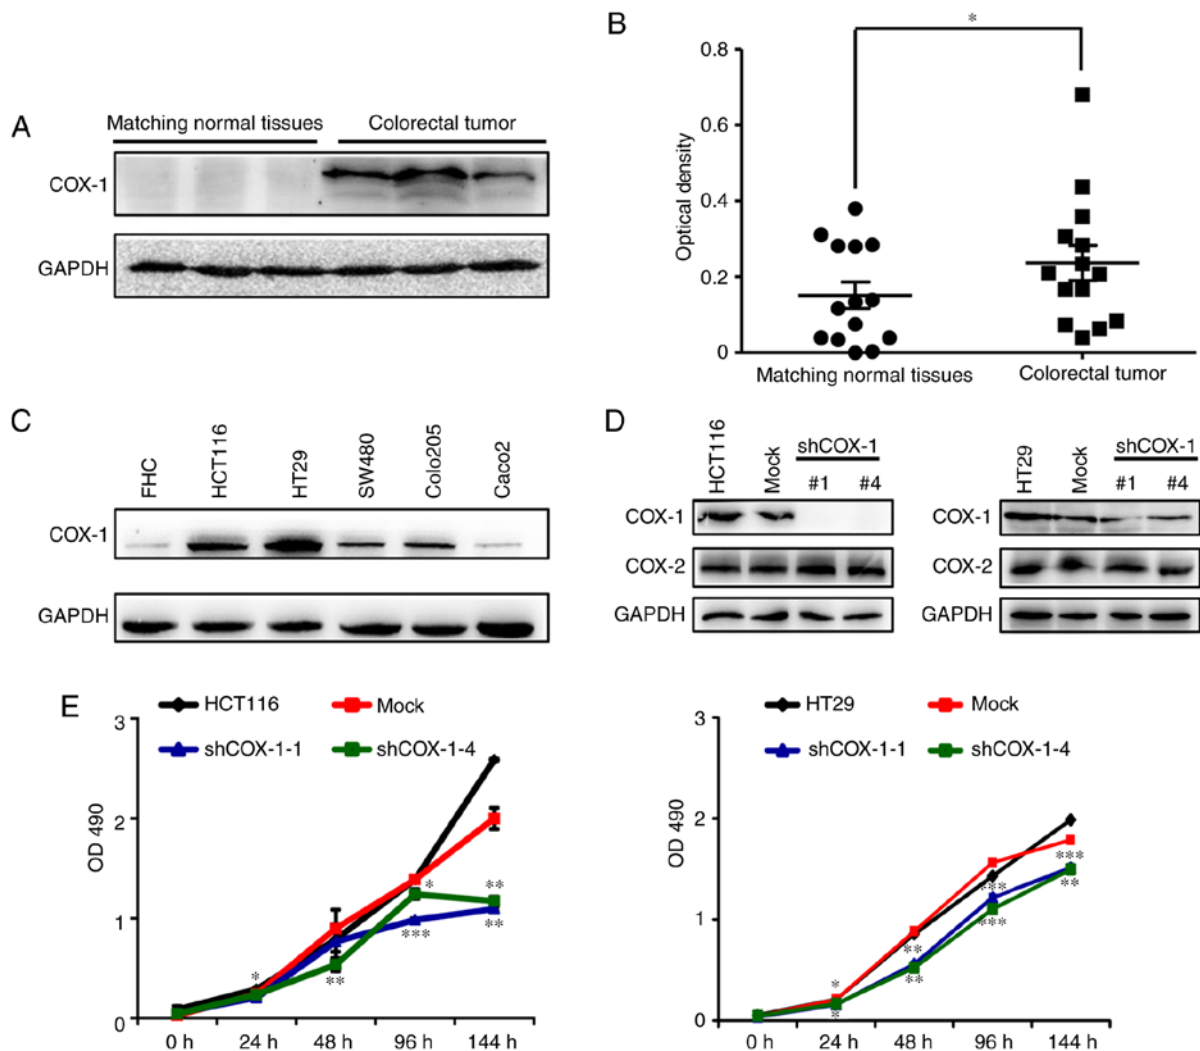 A
Matching normal tissues
Colorectal tumor
COX-1
GAPDH
B
*
0.8
0.6
0.4
0.2
0
Optical density
Matching normal tissues
Colorectal tumor
C
FHC
HCT116
HT29
SW480
Colo205
Caco2
COX-1
GAPDH
D
HCT116
Mock
shCOX-1
#1
#4
COX-1
COX-2
GAPDH
HT29
Mock
shCOX-1
#1
#4
COX-1
COX-2
GAPDH
E
HCT116
Mock
shCOX-1-1
shCOX-1-4
3
2
1
0
OD 490
*
**
*
***
**
**
0 h
24 h
48 h
96 h
144 h
HT29
Mock
shCOX-1-1
shCOX-1-4
3
2
1
0
OD 490
*
*
**
**
***
***
***
**
0 h
24 h
48 h
96 h
144 h